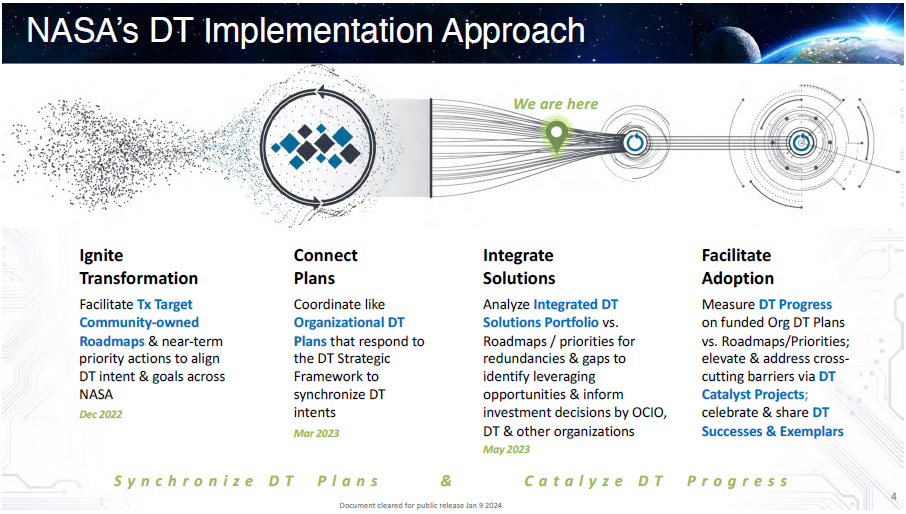 NASA's DT Implementation Approach
We are here
Ignite
Transformation
Facilitate Tx Target
Community-owned
Roadmaps & near-term
priority actions to align
DT intent & goals across
NASA
Dec 2022
Connect
Plans
Coordinate like
Organizational DT
Plans that respond to
the DT Strategic
Framework to
synchronize DT
intents
Mar 2023
Integrate
Solutions
Analyze Integrated DT
Solutions Portfolio vs.
Roadmaps / priorities for
redundancies & gaps to
identify leveraging
opportunities & inform
investment decisions by OCIO,
DT & other organizations
May 2023
Facilitate
Adoption
Measure DT Progress
on funded Org DT Plans
vs. Roadmaps/Priorities;
elevate & address cross-
cutting barriers via DT
Catalyst Projects;
celebrate & share DT
Successes & Exemplars
Synchronize DT Plans & Catalyze DT Progress
4
Document cleared for public release Jan 9 2024